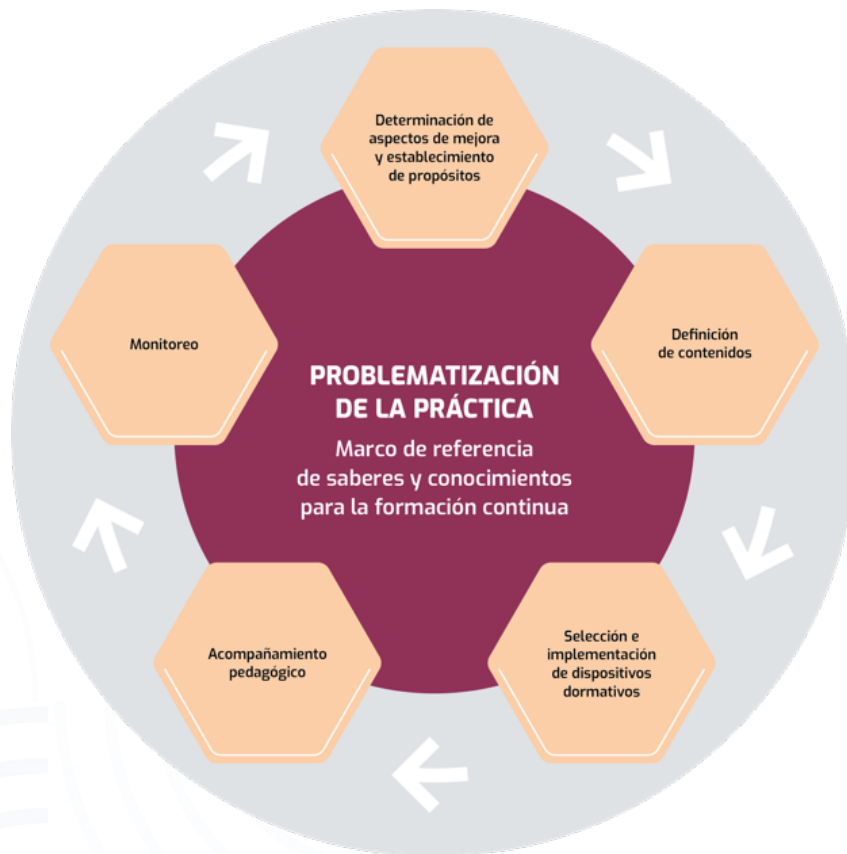 Determinación de
aspectos de mejora
y establecimiento
de propósitos
Definición
de contenidos
Selección e
implementación
de dispositivos
dormativos
Acompañamiento
pedagógico
Monitoreo
PROBLEMATIZACIÓN
DE LA PRÁCTICA
Marco de referencia
de saberes y conocimientos
para la formación continua